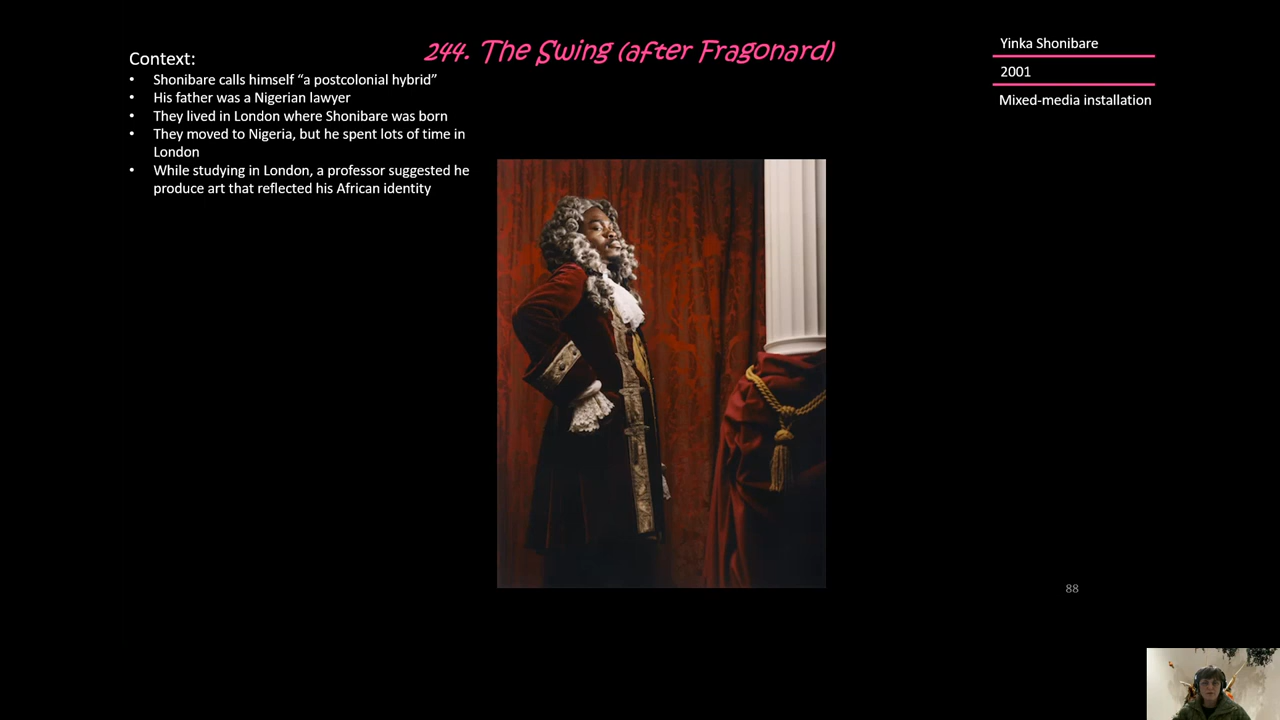 244. The Swing (after Fragonard)
Yinka Shonibare
2001
Mixed-media installation
Context:
• Shonibare calls himself “a postcolonial hybrid”
• His father was a Nigerian lawyer
• They lived in London where Shonibare was born
• They moved to Nigeria, but he spent lots of time in
London
• While studying in London, a professor suggested he
produce art that reflected his African identity
88